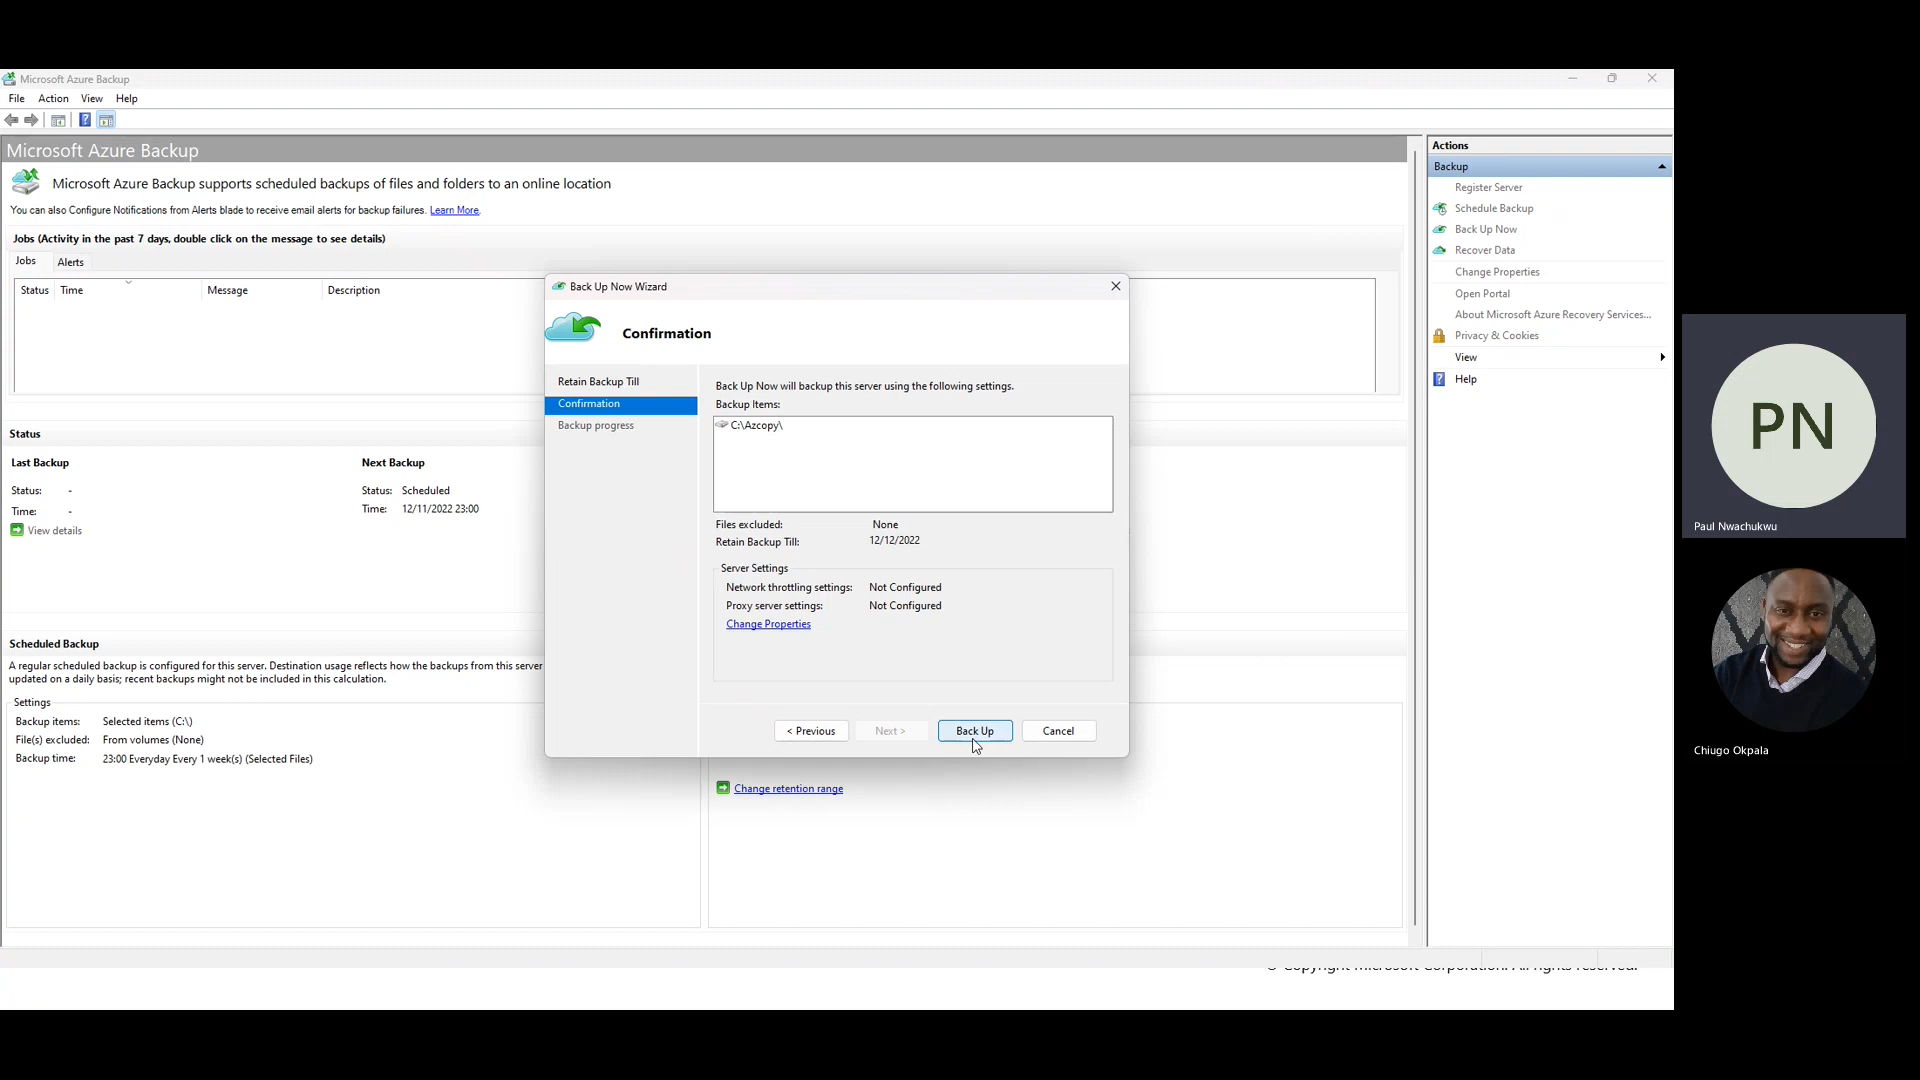 Microsoft Azure Backup
File Action View Help
Microsoft Azure Backup
Microsoft Azure Backup supports scheduled backups of files and folders to an online location
You can also Configure Notifications from Alerts blade to receive email alerts for backup failures. Learn More.
Jobs (Activity in the past 7 days, double click on the message to see details)
Jobs Alerts
Status Time Message Description
Status
Last Backup Next Backup
Status: - Status: Scheduled
Time: - Time: 12/11/2022 23:00
View details
Scheduled Backup
A regular scheduled backup is configured for this server. Destination usage reflects how the backups from this server
updated on a daily basis; recent backups might not be included in this calculation.
Settings
Backup items: Selected items (C:\)
File(s) excluded: From volumes (None)
Backup time: 23:00 Everyday Every 1 week(s) (Selected Files)
Change retention range
Back Up Now Wizard
Confirmation
Retain Backup Till
Confirmation
Backup progress
Back Up Now will backup this server using the following settings.
Backup Items:
C:\Azcopy\
Files excluded: None
Retain Backup Till: 12/12/2022
Server Settings
Network throttling settings: Not Configured
Proxy server settings: Not Configured
Change Properties
< Previous Next > Back Up Cancel
Actions
Backup
Register Server
Schedule Backup
Back Up Now
Recover Data
Change Properties
Open Portal
About Microsoft Azure Recovery Services...
Privacy & Cookies
View
Help
© Copyright Microsoft Corporation. All rights reserved.
PN
Paul Nwachukwu
Chiugo Okpala